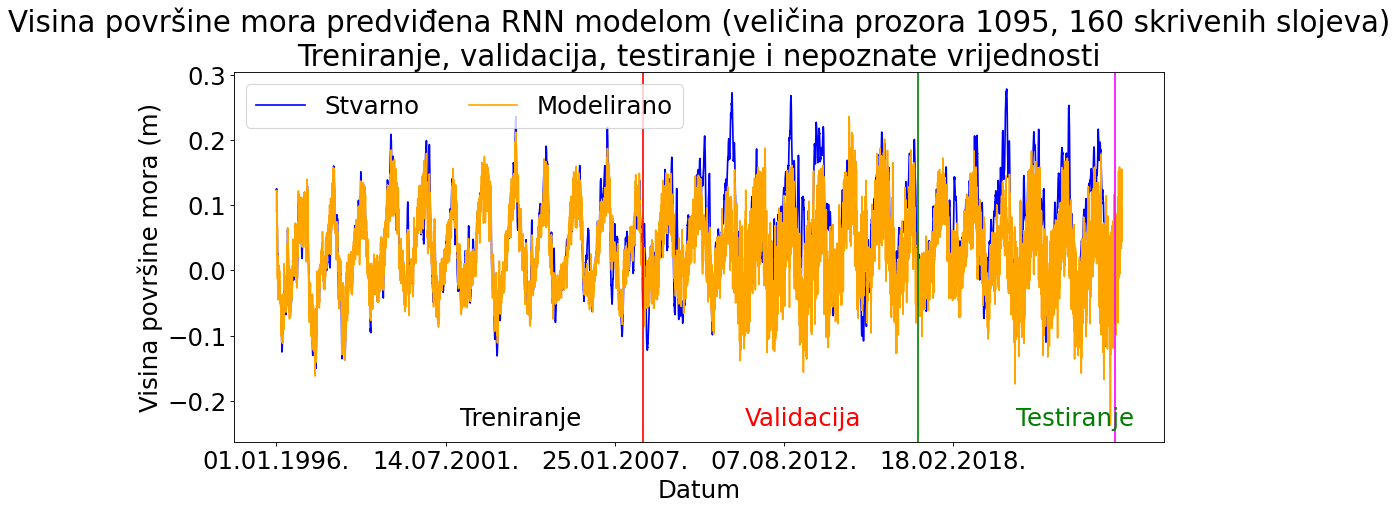 Visina površine mora predviđena RNN modelom (veličina prozora 1095, 160 skrivenih slojeva)
Treniranje, validacija, testiranje i nepoznate vrijednosti
Stvarno Modelirano
Visina površine mora (m)
0.3
0.2
0.1
0.0
−0.1
−0.2
Treniranje Validacija Testiranje
01.01.1996. 14.07.2001. 25.01.2007. 07.08.2012. 18.02.2018.
Datum